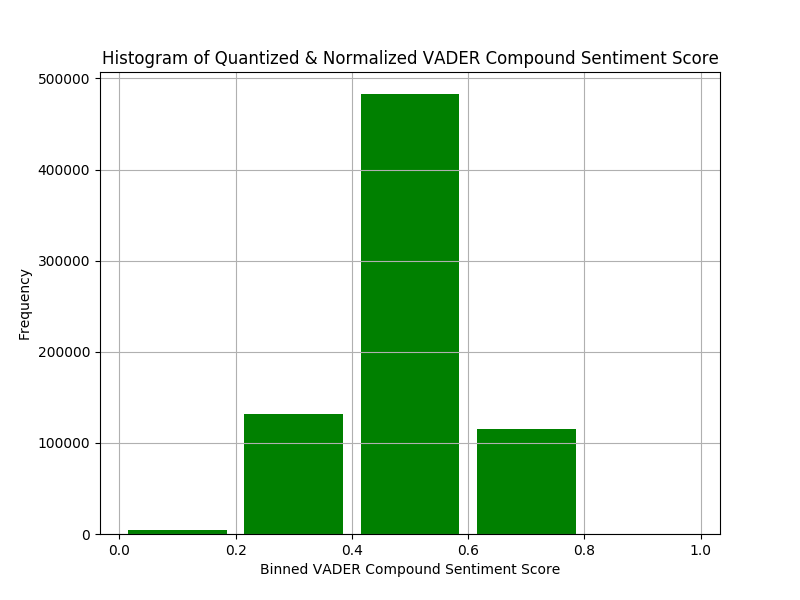 Histogram of Quantized & Normalized VADER Compound Sentiment Score
500000
400000
300000
200000
100000
0
Frequency
0.0 0.2 0.4 0.6 0.8 1.0
Binned VADER Compound Sentiment Score